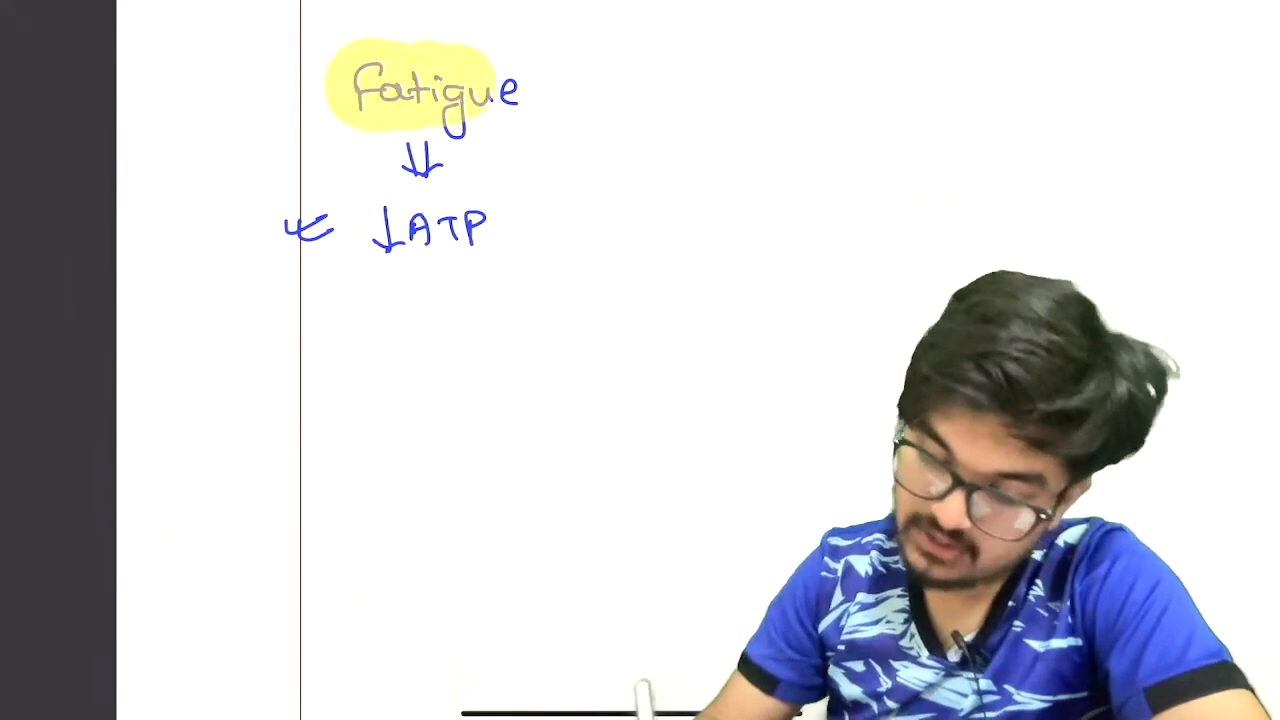 Fatigue
⇓
← ↓ATP